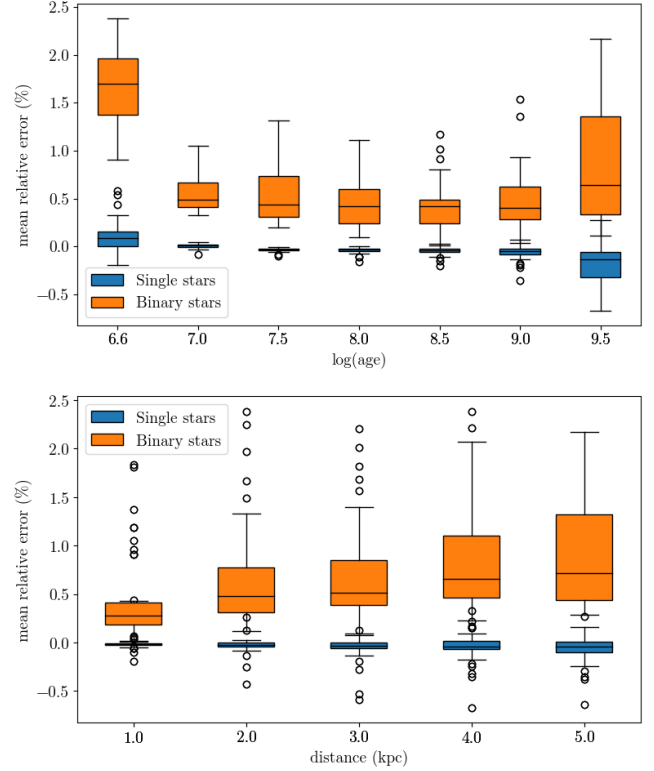 2.5
2.0
1.5
1.0
0.5
0.0
−0.5
mean relative error (%)
Single stars
Binary stars
6.6 7.0 7.5 8.0 8.5 9.0 9.5
log(age)
2.5
2.0
1.5
1.0
0.5
0.0
−0.5
mean relative error (%)
Single stars
Binary stars
1.0 2.0 3.0 4.0 5.0
distance (kpc)